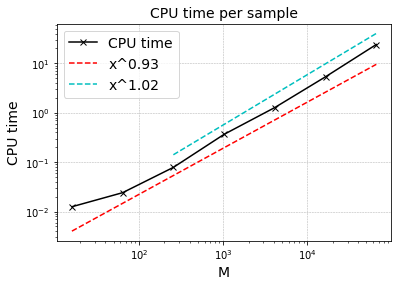 CPU time per sample
CPU time
x^0.93
x^1.02
CPU time
10^1
10^0
10^-1
10^-2
10^2
10^3
10^4
M